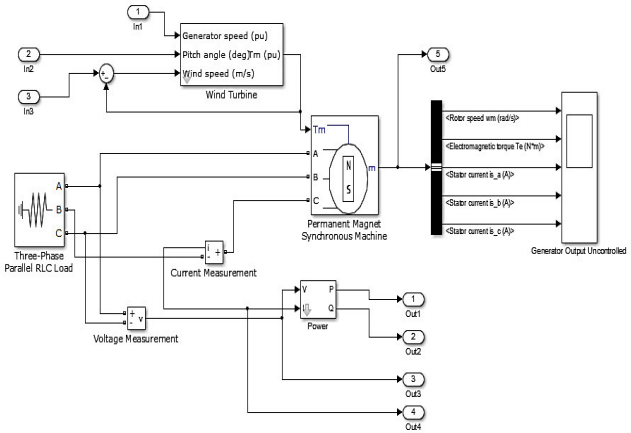 1
In1
2
In2
3
In3
+
-
Generator speed (pu)
Pitch angle (deg)Tm (pu)
Wind speed (m/s)
Wind Turbine
5
Out5
Tm
A
B
C
m
N
S
Permanent Magnet
Synchronous Machine
<Rotor speed wm (rad/s)>
<Electromagnetic torque Te (N*m)>
<Stator current is_a (A)>
<Stator current is_b (A)>
<Stator current is_c (A)>
Generator Output Uncontrolled
A
B
C
Three-Phase
Parallel RLC Load
i
+
-
Current Measurement
+
-
v
Voltage Measurement
V
I
P
Q
Power
1
Out1
2
Out2
3
Out3
4
Out4